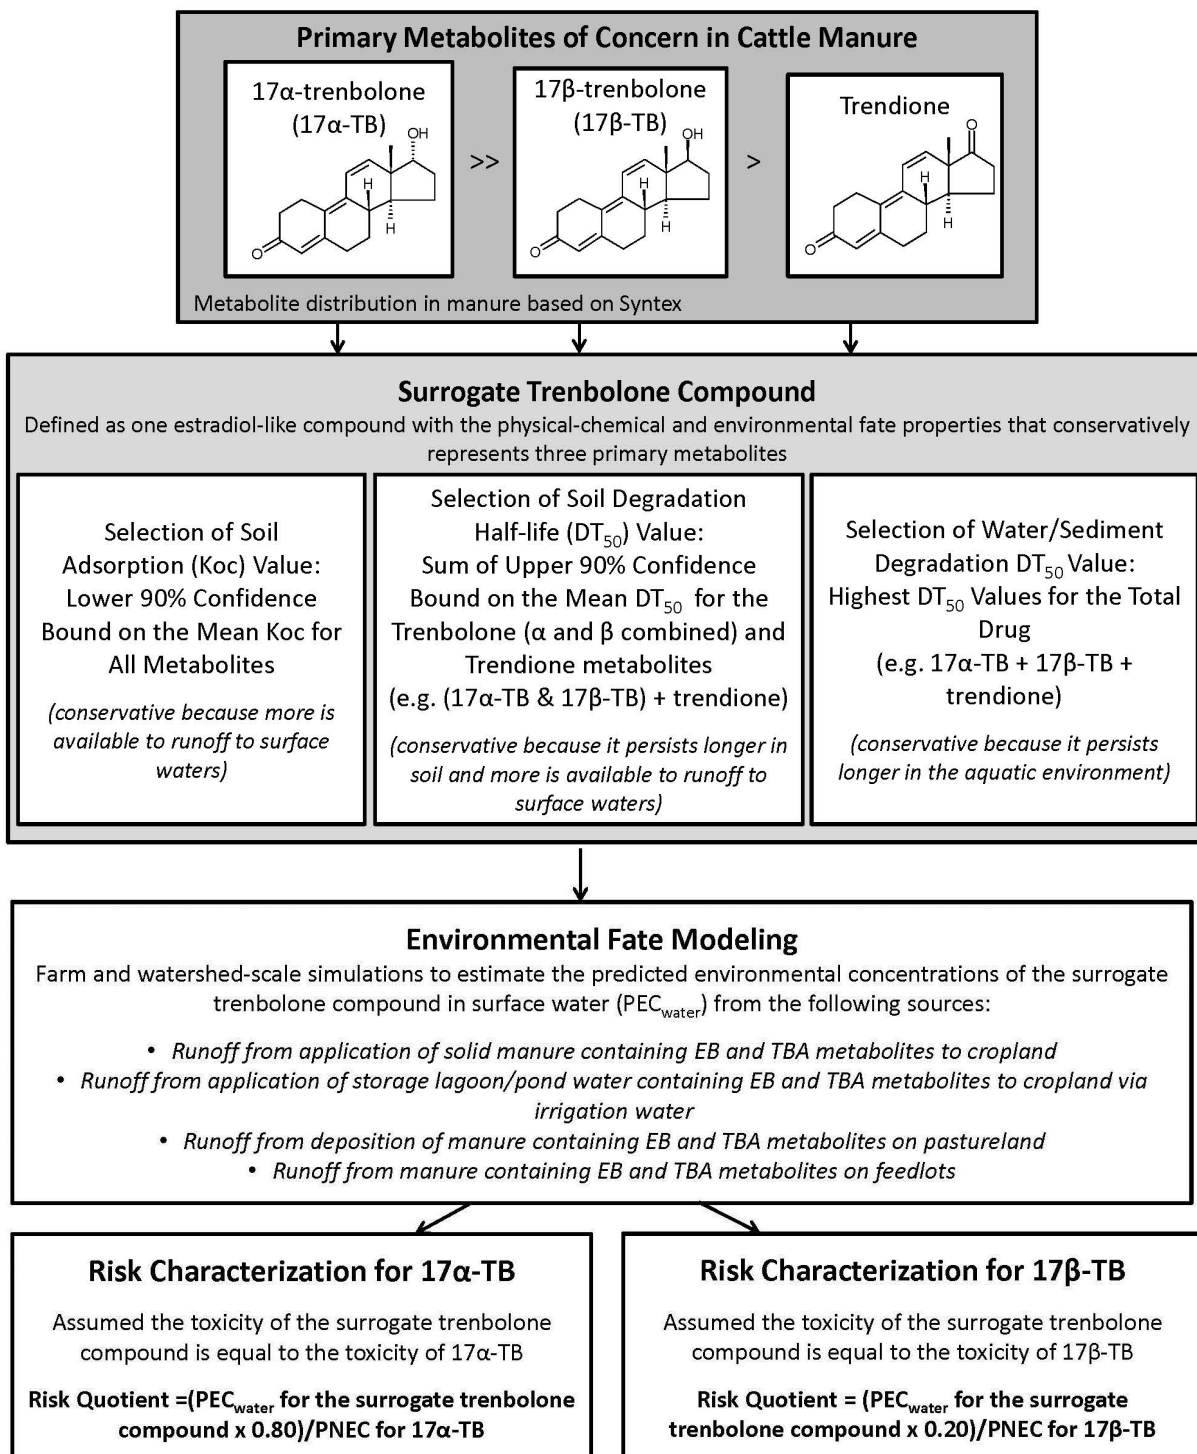 Primary Metabolites of Concern in Cattle Manure
17α-trenbolone
(17α-TB)
OH
H
H
O
>>
17β-trenbolone
(17β-TB)
OH
H
H
O
>
Trendione
O
H
H
O
Metabolite distribution in manure based on Syntex
Surrogate Trenbolone Compound
Defined as one estradiol-like compound with the physical-chemical and environmental fate properties that conservatively
represents three primary metabolites
Selection of Soil
Adsorption (Koc) Value:
Lower 90% Confidence
Bound on the Mean Koc for
All Metabolites
(conservative because more is
available to runoff to surface
waters)
Selection of Soil Degradation
Half-life (DT50) Value:
Sum of Upper 90% Confidence
Bound on the Mean DT50 for the
Trenbolone (α and β combined) and
Trendione metabolites
(e.g. (17α-TB & 17β-TB) + trendione)
(conservative because it persists longer in
soil and more is available to runoff to
surface waters)
Selection of Water/Sediment
Degradation DT50 Value:
Highest DT50 Values for the Total
Drug
(e.g. 17α-TB + 17β-TB +
trendione)
(conservative because it persists
longer in the aquatic environment)
Environmental Fate Modeling
Farm and watershed-scale simulations to estimate the predicted environmental concentrations of the surrogate
trenbolone compound in surface water (PECwater) from the following sources:
• Runoff from application of solid manure containing EB and TBA metabolites to cropland
• Runoff from application of storage lagoon/pond water containing EB and TBA metabolites to cropland via
irrigation water
• Runoff from deposition of manure containing EB and TBA metabolites on pastureland
• Runoff from manure containing EB and TBA metabolites on feedlots
Risk Characterization for 17α-TB
Assumed the toxicity of the surrogate trenbolone
compound is equal to the toxicity of 17α-TB
Risk Quotient =(PECwater for the surrogate trenbolone
compound x 0.80)/PNEC for 17α-TB
Risk Characterization for 17β-TB
Assumed the toxicity of the surrogate trenbolone
compound is equal to the toxicity of 17β-TB
Risk Quotient = (PECwater for the surrogate
trenbolone compound x 0.20)/PNEC for 17β-TB